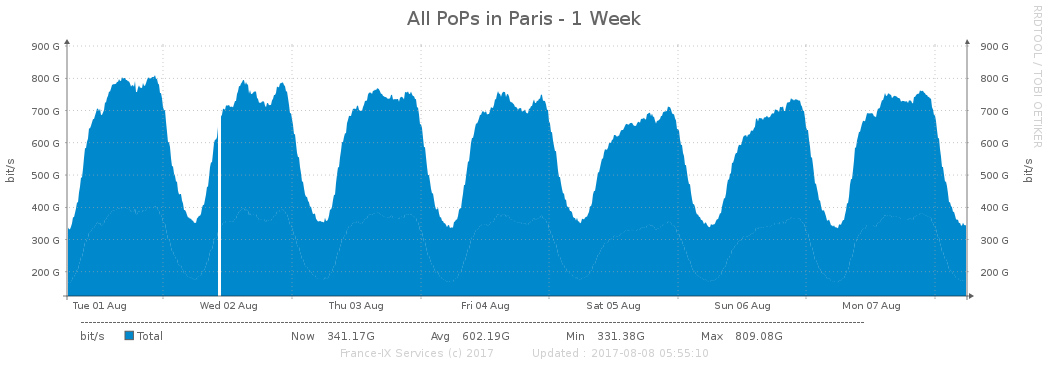 All PoPs in Paris - 1 Week
RRDTOOL / TOBI OETIKER
900 G 900 G
800 G 800 G
700 G 700 G
600 G 600 G
500 G 500 G
400 G 400 G
300 G 300 G
200 G 200 G
bit/s bit/s
Tue 01 Aug Wed 02 Aug Thu 03 Aug Fri 04 Aug Sat 05 Aug Sun 06 Aug Mon 07 Aug
bit/s Total Now 341.17G Avg 602.19G Min 331.38G Max 809.08G
France-IX Services (c) 2017 Updated : 2017-08-08 05:55:10